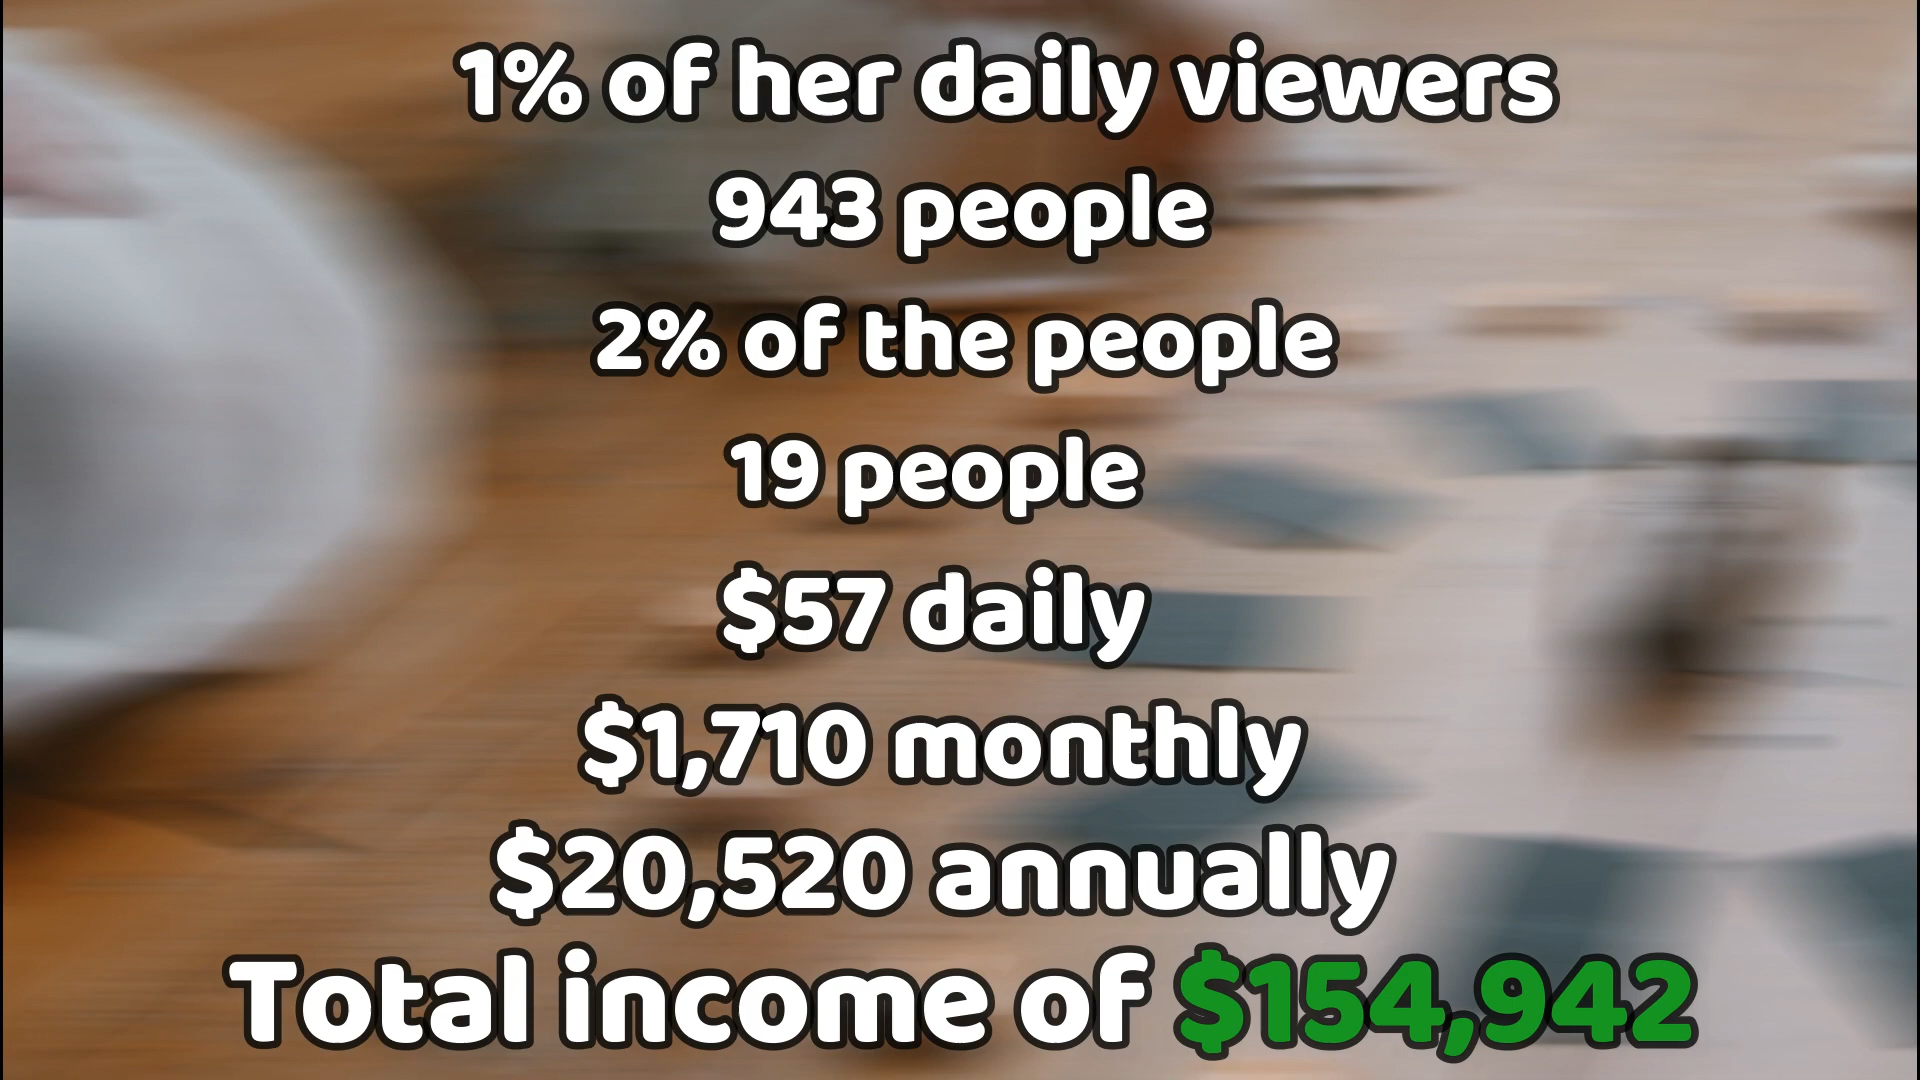 1% of her daily viewers
943 people
2% of the people
19 people
$57 daily
$1,710 monthly
$20,520 annually
Total income of $154,942